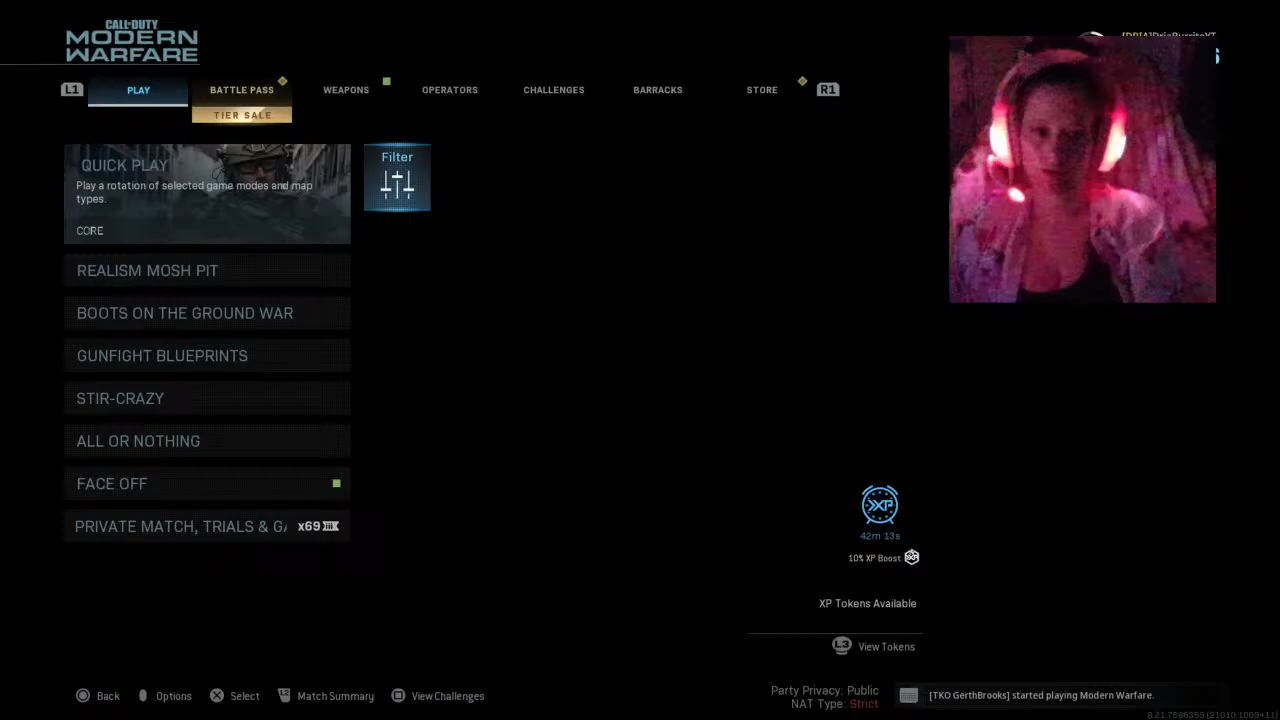 CALL OF DUTY
MODERN
WARFARE
L1
PLAY
BATTLE PASS
WEAPONS
OPERATORS
CHALLENGES
BARRACKS
STORE
R1
TIER SALE
QUICK PLAY
Play a rotation of selected game modes and map
types.
CORE
Filter
REALISM MOSH PIT
BOOTS ON THE GROUND WAR
GUNFIGHT BLUEPRINTS
STIR-CRAZY
ALL OR NOTHING
FACE OFF
PRIVATE MATCH, TRIALS & GA x69
XP
42m 13s
10% XP Boost
XP Tokens Available
L3 View Tokens
Back
Options
Select
Match Summary
View Challenges
Party Privacy: Public
NAT Type: Strict
[TKO GerthBrooks] started playing Modern Warfare.